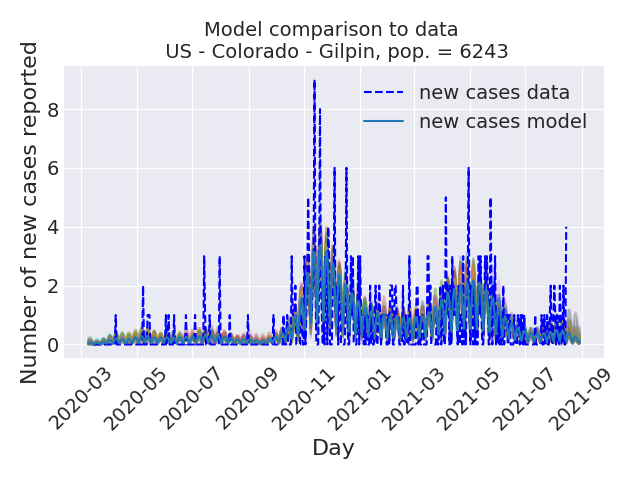 Model comparison to data
US - Colorado - Gilpin, pop. = 6243
Number of new cases reported
8
6
4
2
0
new cases data
new cases model
2020-03
2020-05
2020-07
2020-09
2020-11
2021-01
2021-03
2021-05
2021-07
2021-09
Day